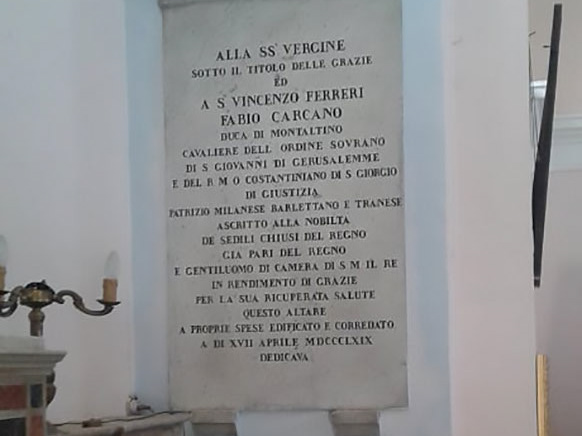 ALLA SS VERGINE
SOTTO IL TITOLO DELLE GRAZIE
ED
A S VINCENZO FERRERI
FABIO CARCANO
DUCA DI MONTALTINO
CAVALIERE DELL ORDINE SOVRANO
DI S GIOVANNI DI GERUSALEMME
E DEL R M O COSTANTINIANO DI S GIORGIO
DI GIUSTIZIA
PATRIZIO MILANESE BARLETTANO E TRANESE
ASCRITTO ALLA NOBILTA
DE SEDILI CHIUSI DEL REGNO
GIA PARI DEL REGNO
E GENTILUOMO DI CAMERA DI S M IL RE
IN RENDIMENTO DI GRAZIE
PER LA SUA RICUPERATA SALUTE
QUESTO ALTARE
A PROPRIE SPESE EDIFICATO E CORREDATO
A DI XVII APRILE MDCCCLXIX
DEDICAVA